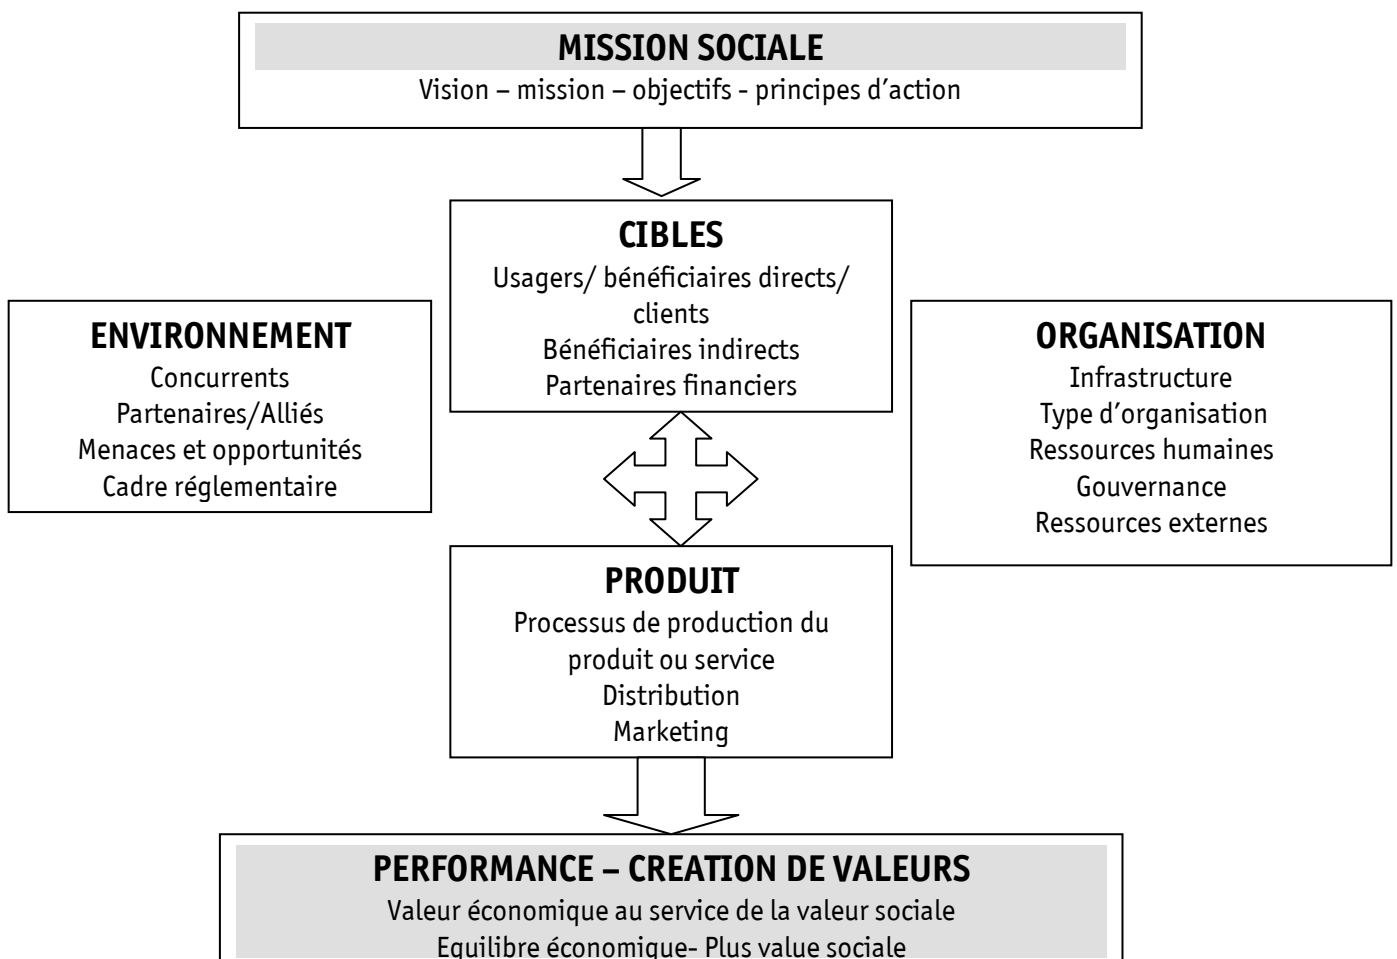 MISSION SOCIALE
Vision – mission – objectifs - principes d’action
CIBLES
Usagers/ bénéficiaires directs/
clients
Bénéficiaires indirects
Partenaires financiers
ENVIRONNEMENT
Concurrents
Partenaires/Alliés
Menaces et opportunités
Cadre réglementaire
ORGANISATION
Infrastructure
Type d’organisation
Ressources humaines
Gouvernance
Ressources externes
PRODUIT
Processus de production du
produit ou service
Distribution
Marketing
PERFORMANCE – CREATION DE VALEURS
Valeur économique au service de la valeur sociale
Equilibre économique- Plus value sociale